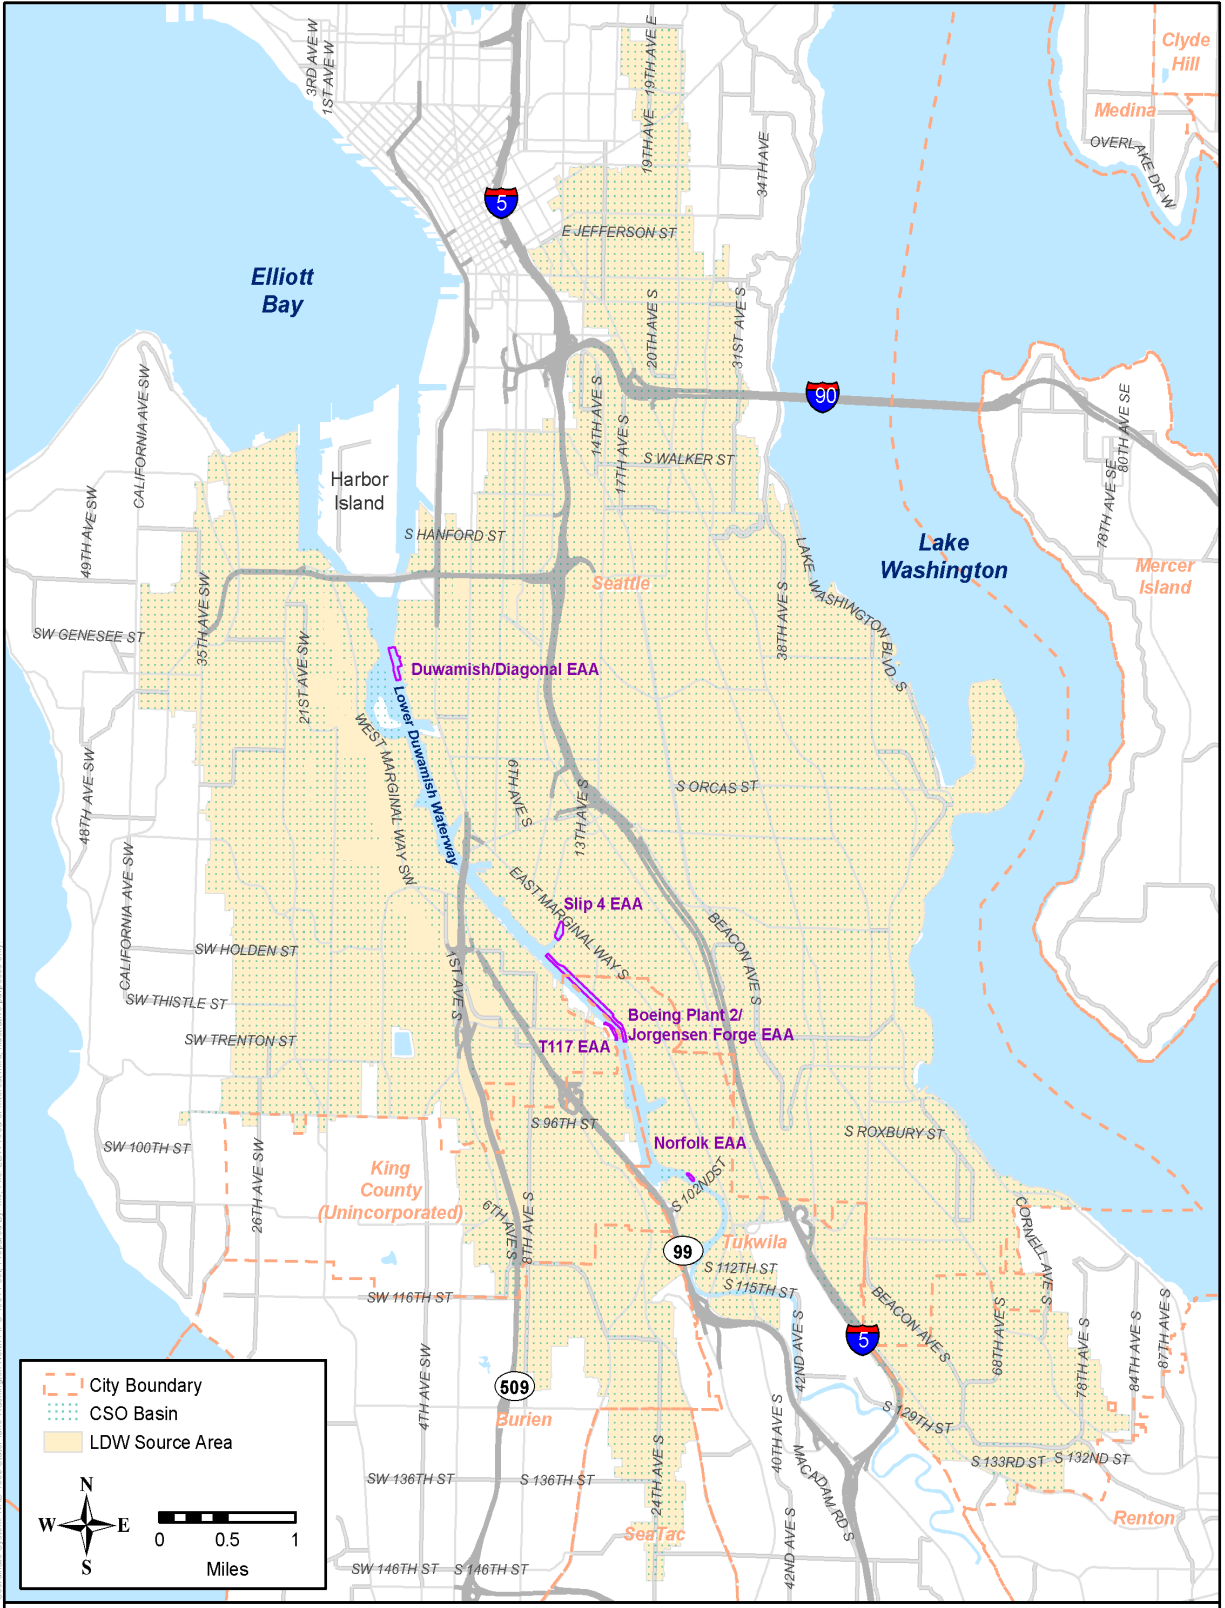 3RD AVE W
1ST AVE W
19TH AVE E
19TH AVE
34TH AVE
Clyde
Hill
Medina
OVERLAKE DR W
5
E JEFFERSON ST
Elliott
Bay
20TH AVE S
31ST AVE S
90
CALIFORNIA AVE SW
14TH AVE S
17TH AVE S
S WALKER ST
80TH AVE SE
78TH AVE SE
Harbor
Island
49TH AVE SW
S HANFORD ST
Lake
Washington
LAKE WASHINGTON BLVD. S
Seattle
Mercer
Island
35TH AVE SW
38TH AVE S
SW GENESEE ST
21ST AVE SW
Duwamish/Diagonal EAA
Lower Duwamish Waterway
WEST MARGINAL WAY SW
48TH AVE SW
6TH AVE S
13TH AVE S
S ORCAS ST
CALIFORNIA AVE SW
EAST MARGINAL WAY S
Slip 4 EAA
BEACON AVE S
SW HOLDEN ST
1ST AVE S
SW THISTLE ST
Boeing Plant 2/
Jorgensen Forge EAA
SW TRENTON ST
T117 EAA
S 96TH ST
S ROXBURY ST
SW 100TH ST
Norfolk EAA
26TH AVE SW
King
County
(Unincorporated)
S 102ND ST
6TH AVE S
8TH AVE S
CORNELL AVE S
99
Tukwila
S 112TH ST
S 115TH ST
SW 116TH ST
BEACON AVE S
5
42ND AVE S
68TH AVE S
78TH AVE S
84TH AVE S
87TH AVE S
4TH AVE SW
509
Burien
40TH AVE S
S 129TH ST
24TH AVE S
MACADAM RD S
S 133RD ST
S 132ND ST
SW 136TH ST
S 136TH ST
42ND AVE S
SeaTac
Renton
SW 146TH ST
S 146TH ST
City Boundary
CSO Basin
LDW Source Area
N
W
E
S
0
0.5
1
Miles